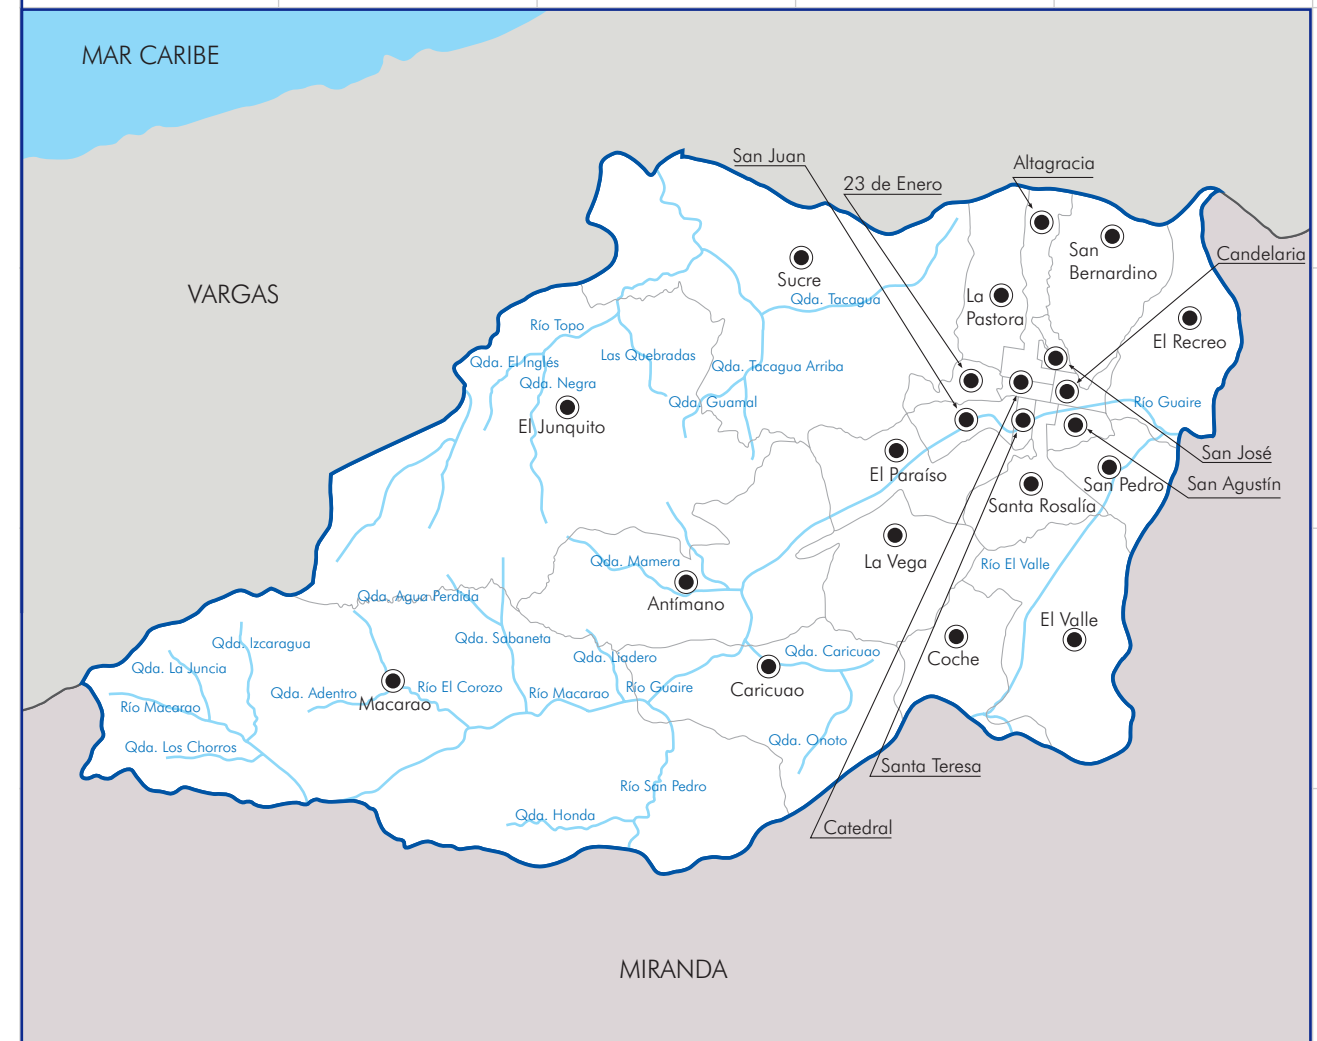 MAR CARIBE
San Juan
Altagracia
23 de Enero
San
Bernardino
Candelaria
Sucre
VARGAS
Qda. Tacagua
La
Pastora
Río Topo
El Recreo
Las Quebradas
Qda. El Inglés
Qda. Tacagua Arriba
Qda. Negra
Qda. Guamal
Río Guaire
El Junquito
San José
El Paraíso
San Pedro
San Agustín
Santa Rosalía
Qda. Mamera
La Vega
Río El Valle
Qda. Agua Perdida
Antímano
El Valle
Qda. Sabaneta
Qda. Izcaragua
Qda. Liadero
Qda. Caricuao
Coche
Qda. La Juncia
Qda. Adentro
Río El Corozo
Río Macarao
Río Guaire
Caricuao
Macarao
Río Macarao
Qda. Los Chorros
Qda. Onoto
Santa Teresa
Río San Pedro
Qda. Honda
Catedral
MIRANDA